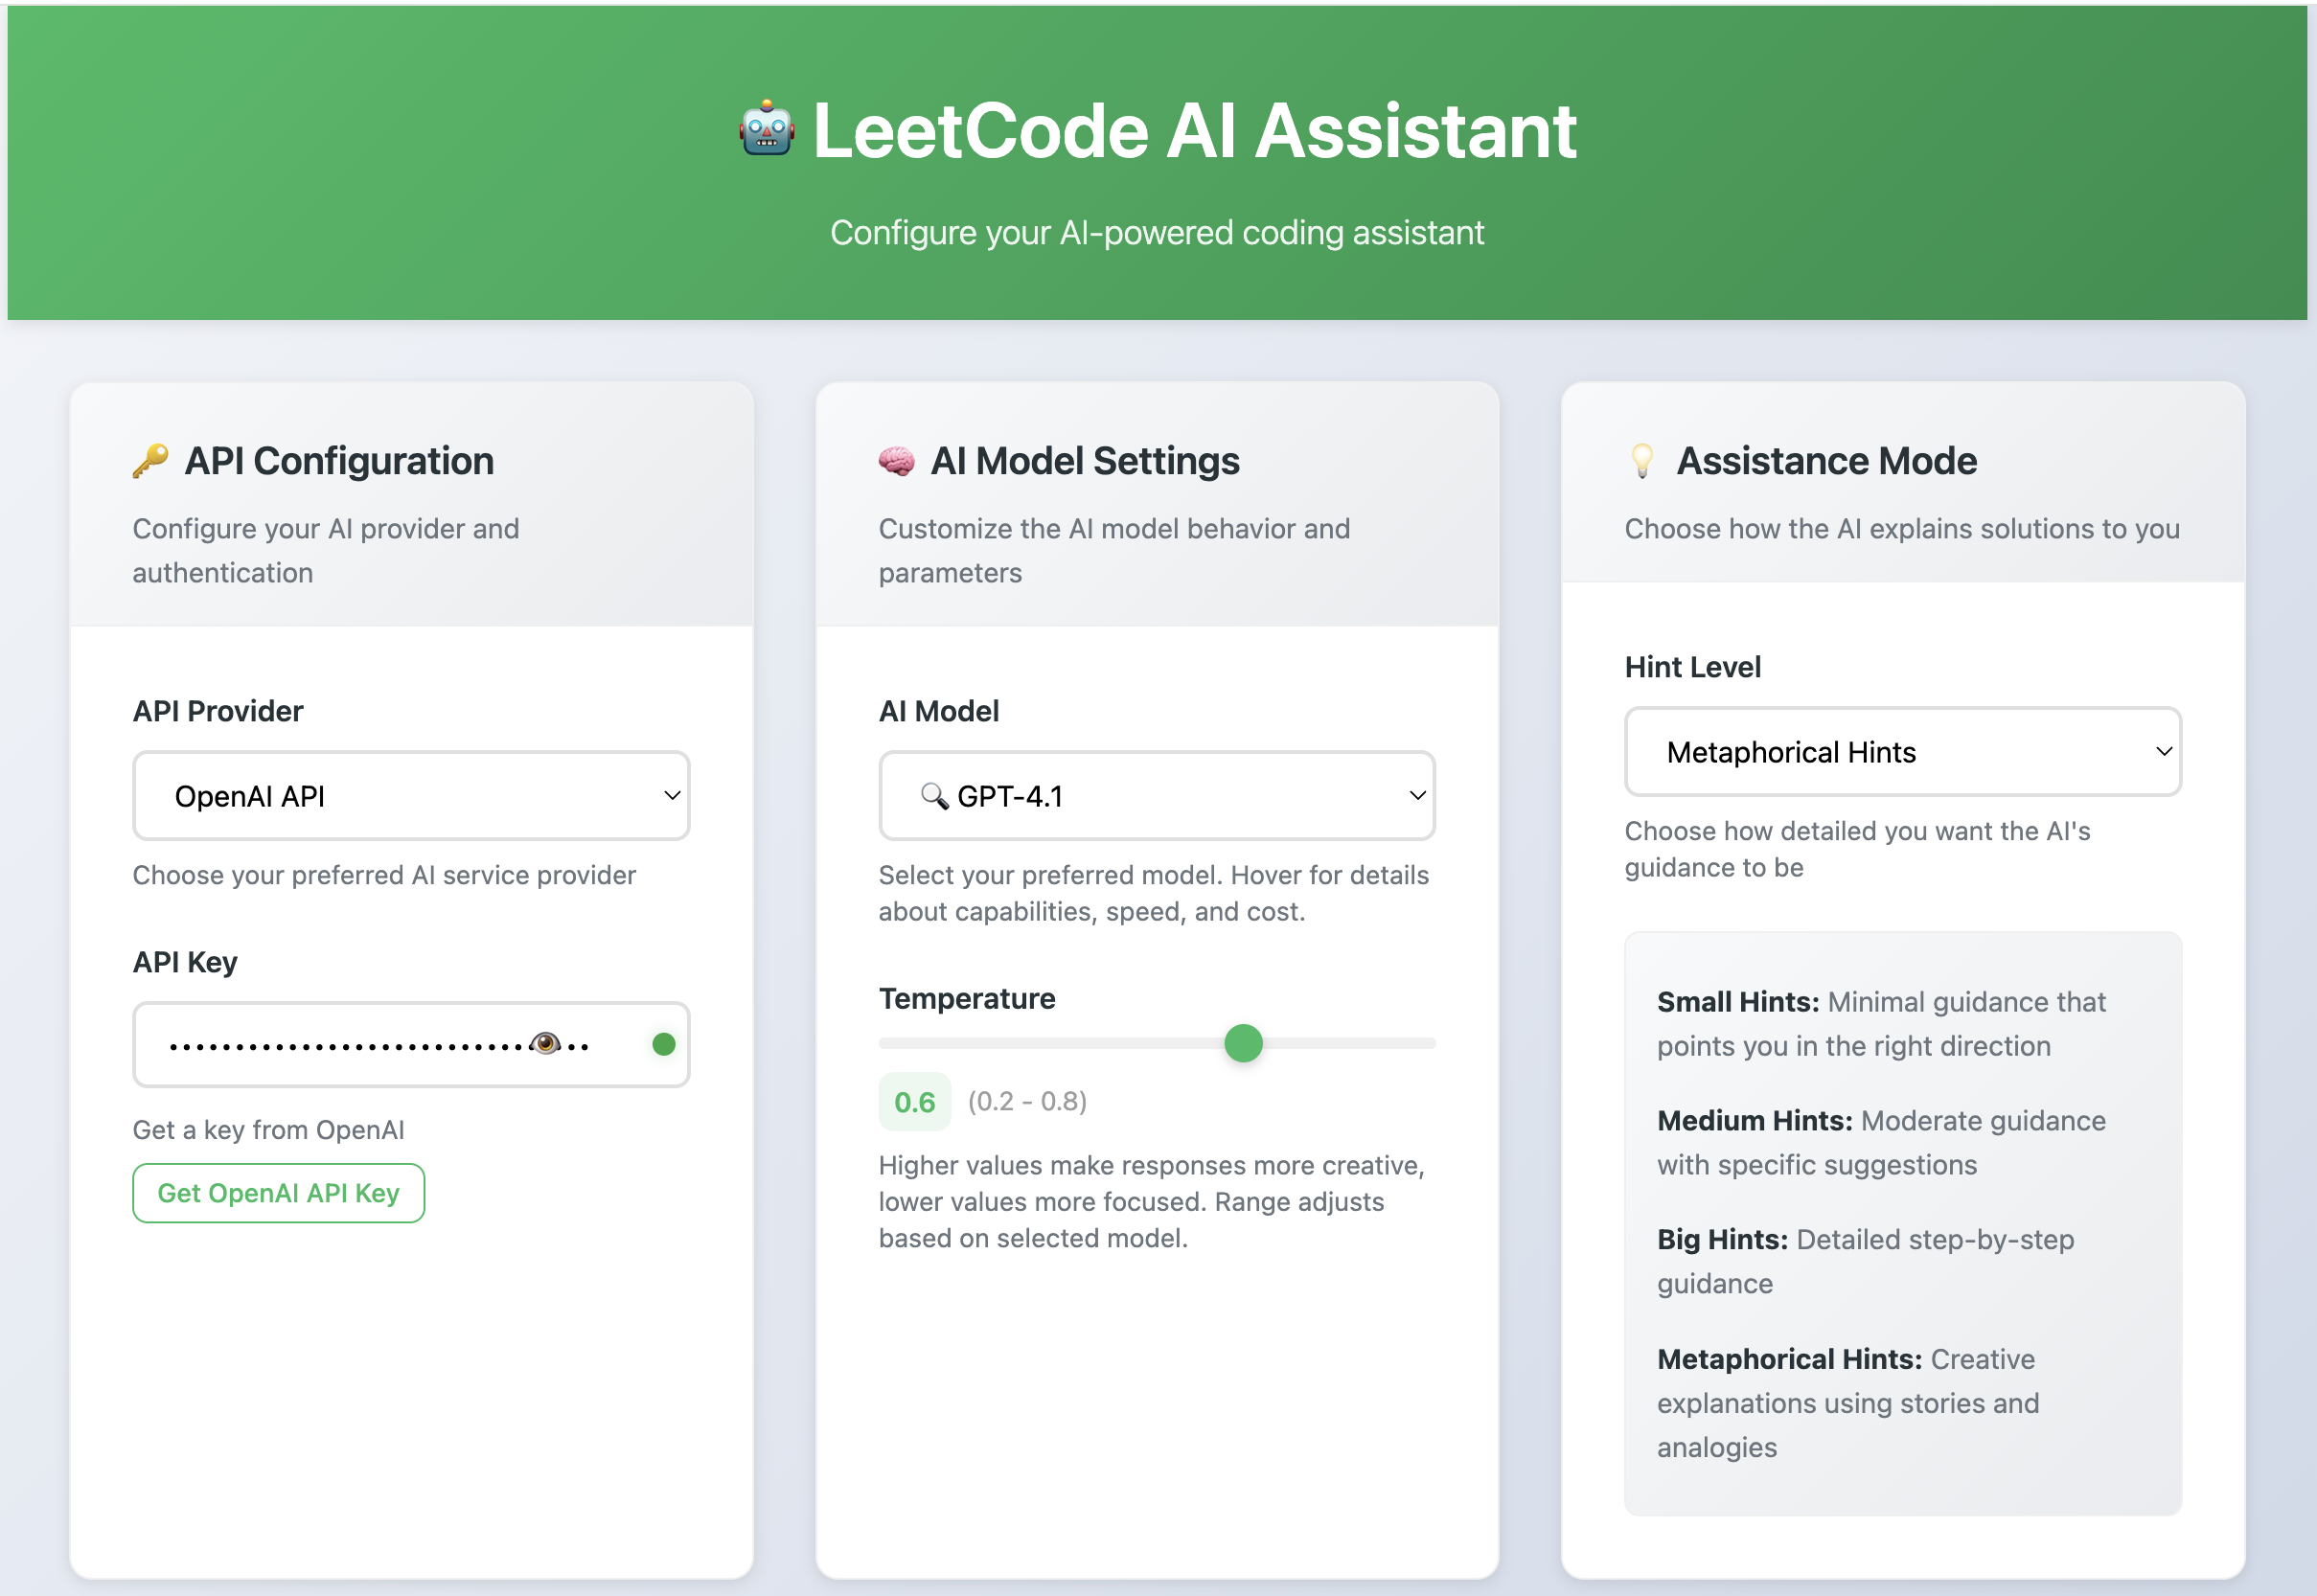 🤖 LeetCode AI Assistant
Configure your AI-powered coding assistant
🔑 API Configuration
Configure your AI provider and
authentication
API Provider
OpenAI API
Choose your preferred AI service provider
API Key
Get a key from OpenAI
Get OpenAI API Key
🧠 AI Model Settings
Customize the AI model behavior and
parameters
AI Model
🔍 GPT-4.1
Select your preferred model. Hover for details
about capabilities, speed, and cost.
Temperature
0.6 (0.2 - 0.8)
Higher values make responses more creative,
lower values more focused. Range adjusts
based on selected model.
💡 Assistance Mode
Choose how the AI explains solutions to you
Hint Level
Metaphorical Hints
Choose how detailed you want the AI's
guidance to be
Small Hints: Minimal guidance that
points you in the right direction
Medium Hints: Moderate guidance
with specific suggestions
Big Hints: Detailed step-by-step
guidance
Metaphorical Hints: Creative
explanations using stories and
analogies